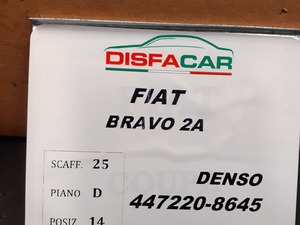 DISFACAR
FIAT
BRAVO 2A
SCAFF. 25
PIANO D
POSIZ 14
DENSO
447220-8645